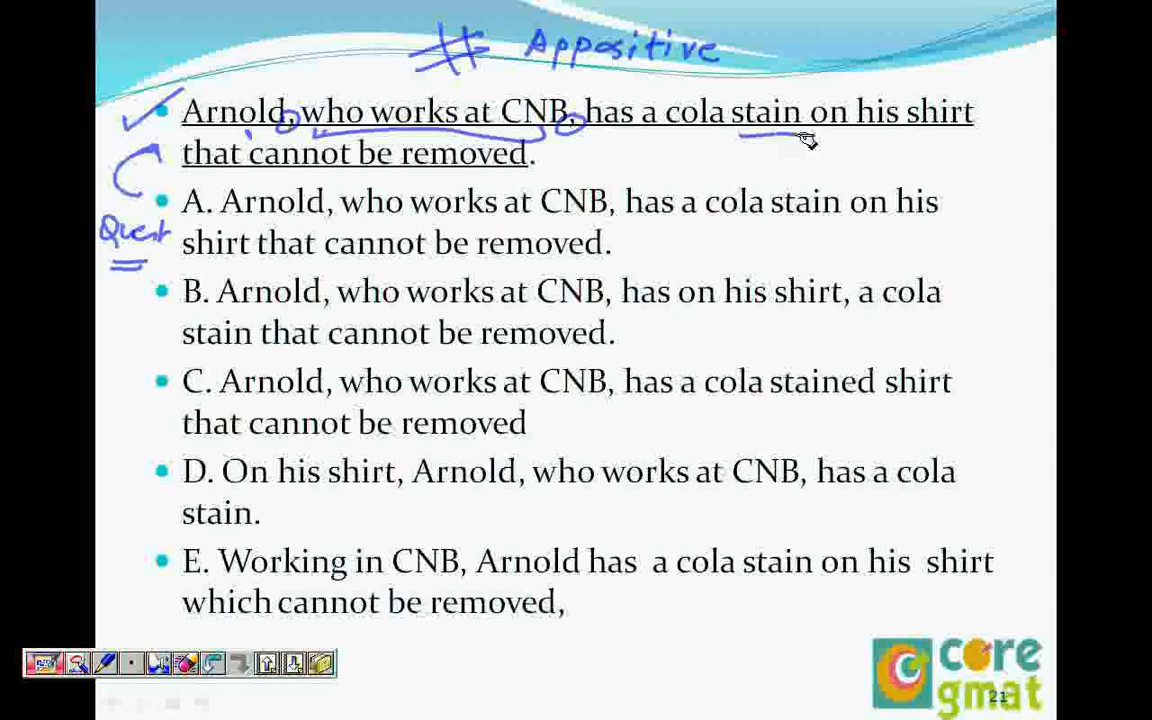 # Appositive
Arnold, who works at CNB, has a cola stain on his shirt
that cannot be removed.
A. Arnold, who works at CNB, has a cola stain on his
Quest
shirt that cannot be removed.
B. Arnold, who works at CNB, has on his shirt, a cola
stain that cannot be removed.
C. Arnold, who works at CNB, has a cola stained shirt
that cannot be removed
D. On his shirt, Arnold, who works at CNB, has a cola
stain.
E. Working in CNB, Arnold has a cola stain on his shirt
which cannot be removed,
core
gmat
21